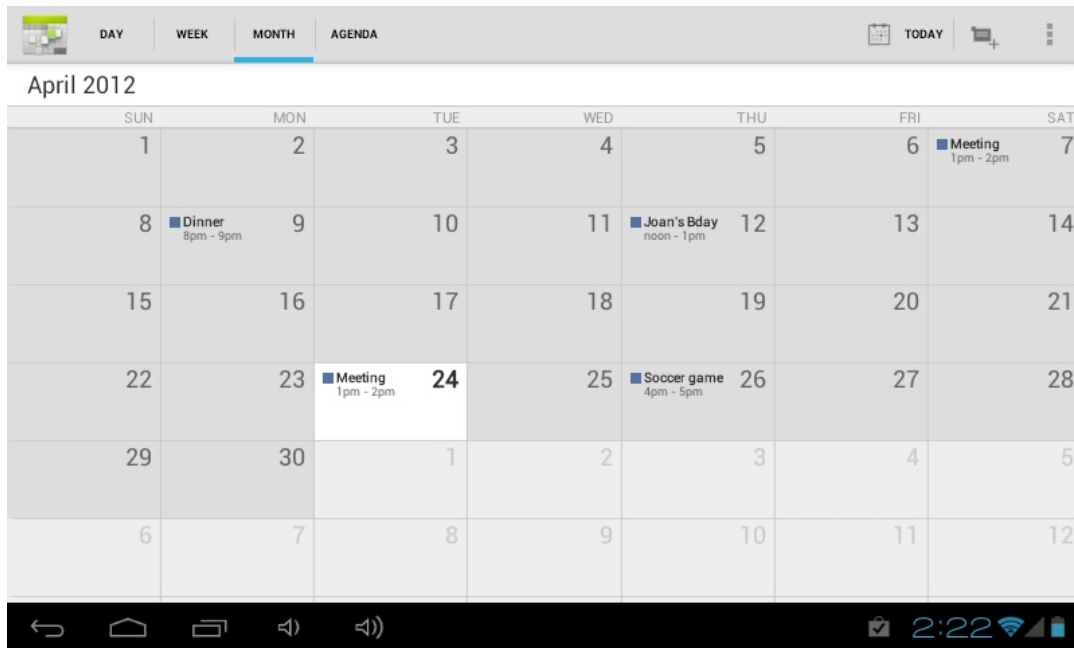 DAY WEEK MONTH AGENDA TODAY
April 2012
SUN MON TUE WED THU FRI SAT
1 2 3 4 5 6 Meeting 7
1pm - 2pm
8 Dinner 9 10 11 Joan's Bday 12 13 14
8pm - 9pm noon - 1pm
15 16 17 18 19 20 21
22 23 Meeting 24 25 Soccer game 26 27 28
1pm - 2pm 4pm - 5pm
29 30 1 2 3 4 5
6 7 8 9 10 11 12
2:22